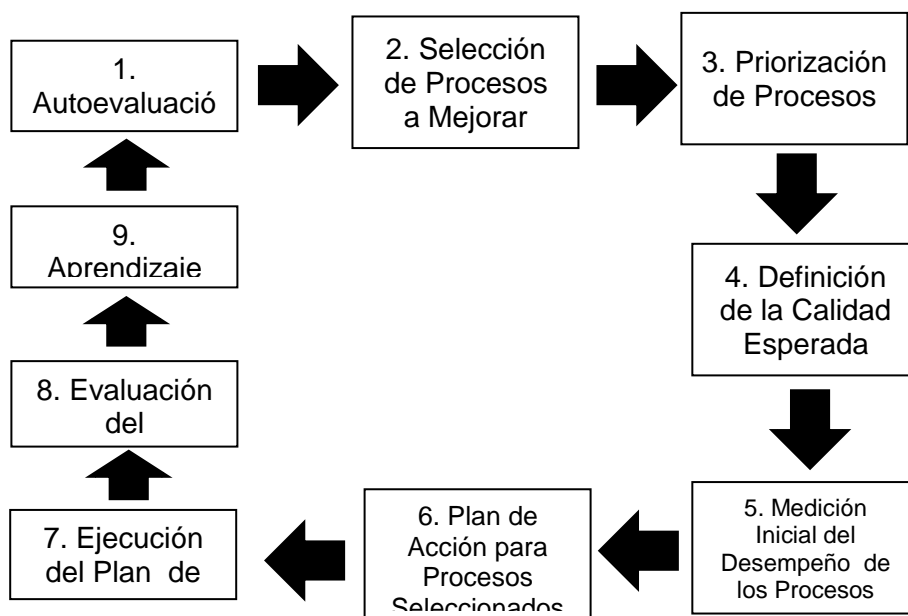 1.
Autoevaluació
2. Selección
de Procesos
a Mejorar
3. Priorización
de Procesos
4. Definición
de la Calidad
Esperada
5. Medición
Inicial del
Desempeño de
los Procesos
6. Plan de
Acción para
Procesos
Seleccionados
7. Ejecución
del Plan de
8. Evaluación
del
9.
Aprendizaje